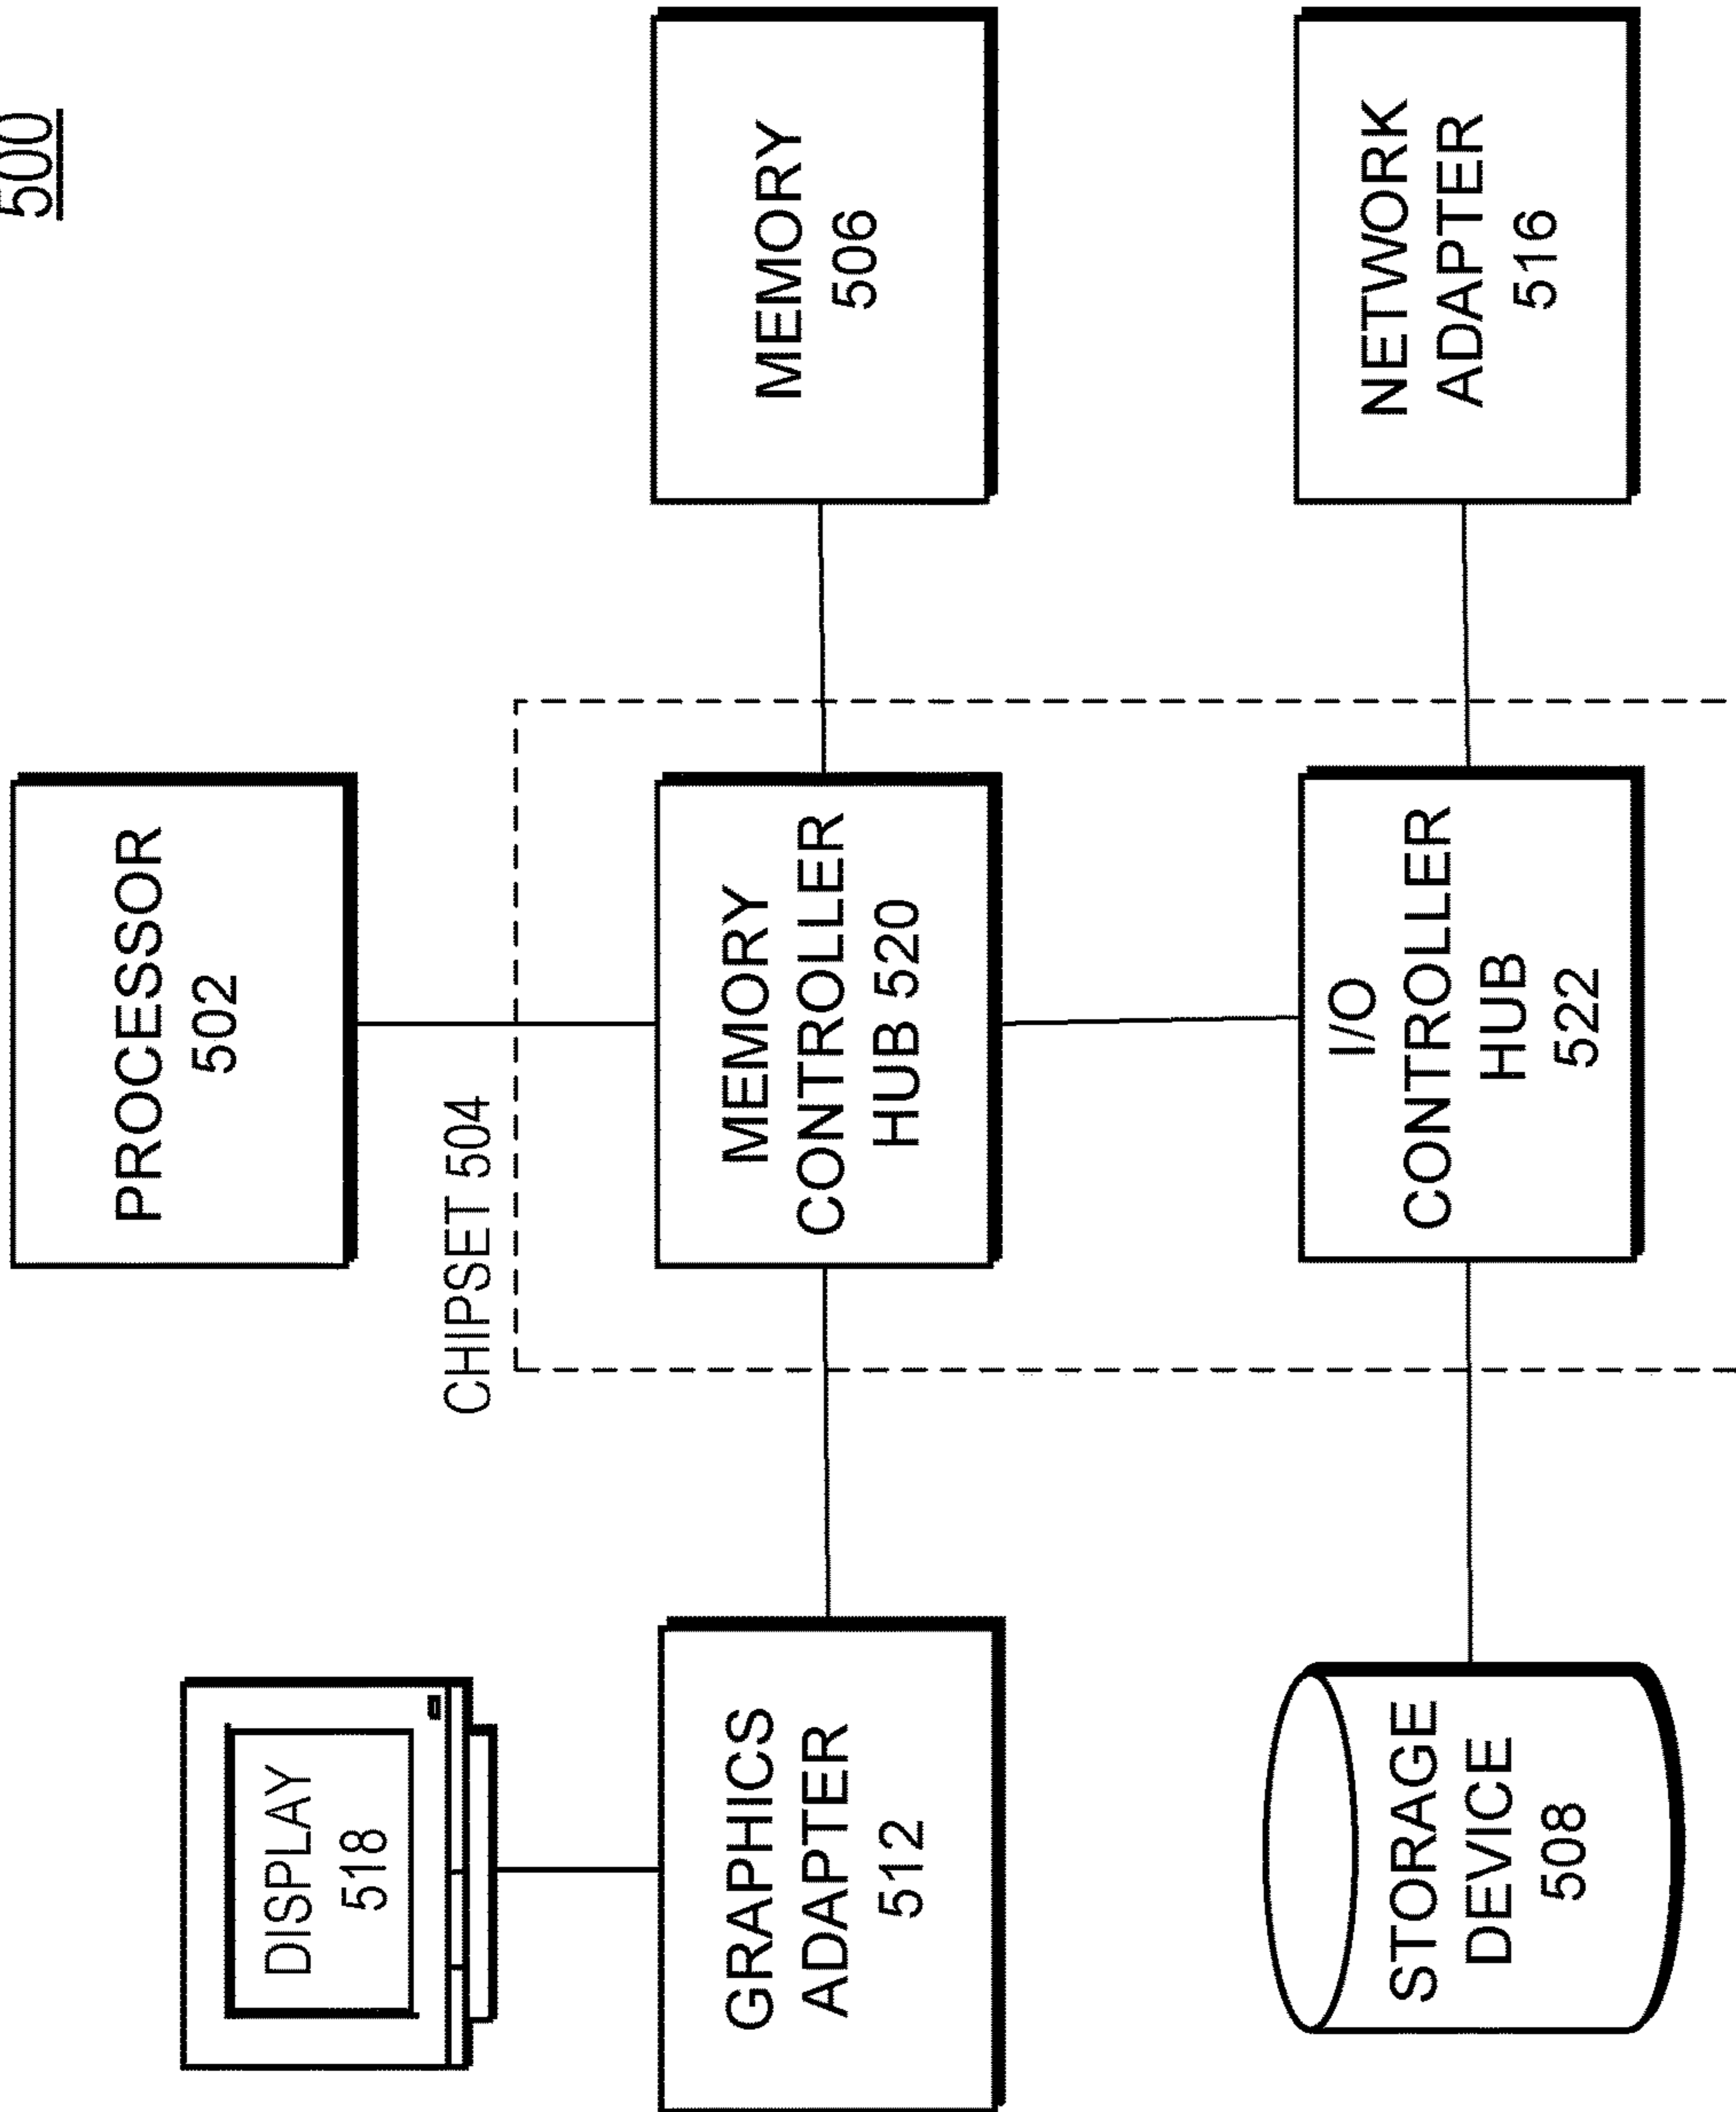 500
PROCESSOR
502
CHIPSET 504
DISPLAY
518
GRAPHICS
ADAPTER
512
MEMORY
CONTROLLER
HUB 520
MEMORY
506
STORAGE
DEVICE
508
I/O
CONTROLLER
HUB
522
NETWORK
ADAPTER
516